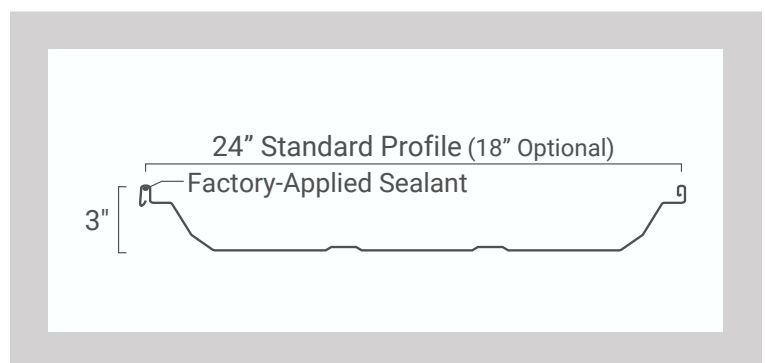 24” Standard Profile (18” Optional)
Factory-Applied Sealant
3"